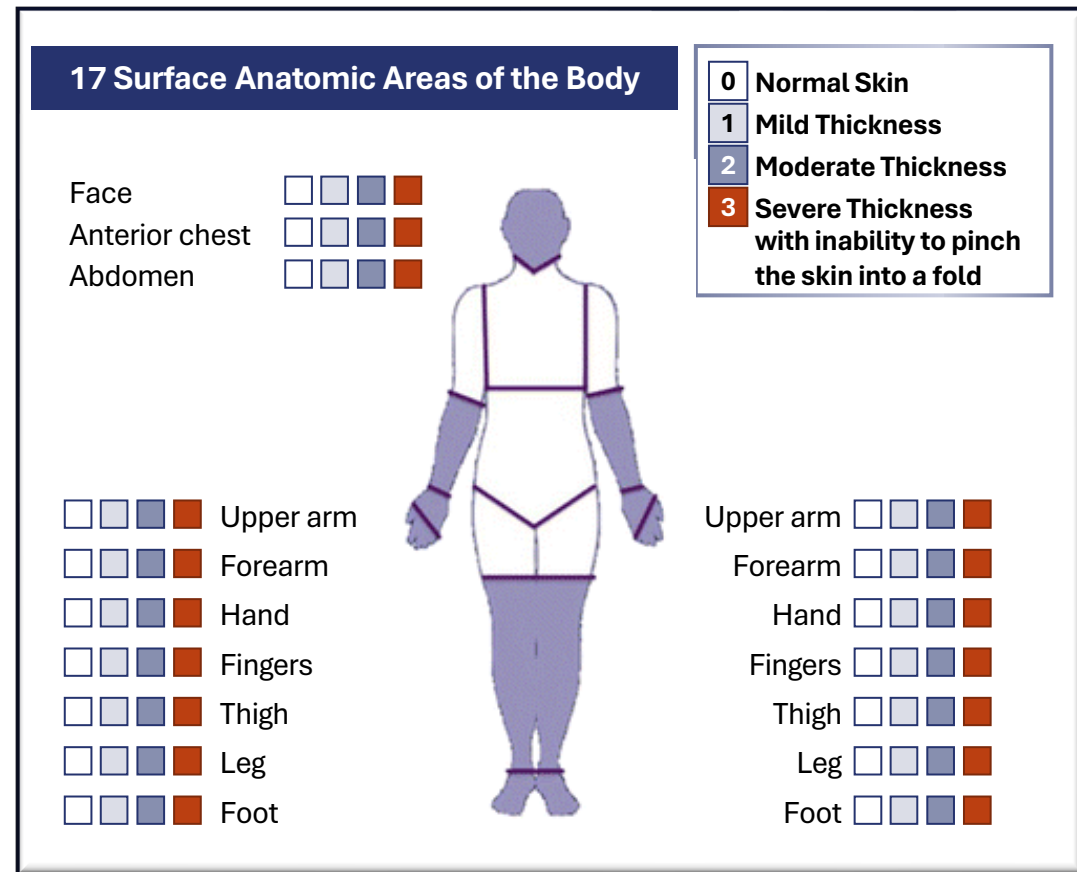 17 Surface Anatomic Areas of the Body
0 Normal Skin
1 Mild Thickness
2 Moderate Thickness
3 Severe Thickness
with inability to pinch
the skin into a fold
Face
Anterior chest
Abdomen
Upper arm
Forearm
Hand
Fingers
Thigh
Leg
Foot
Upper arm
Forearm
Hand
Fingers
Thigh
Leg
Foot